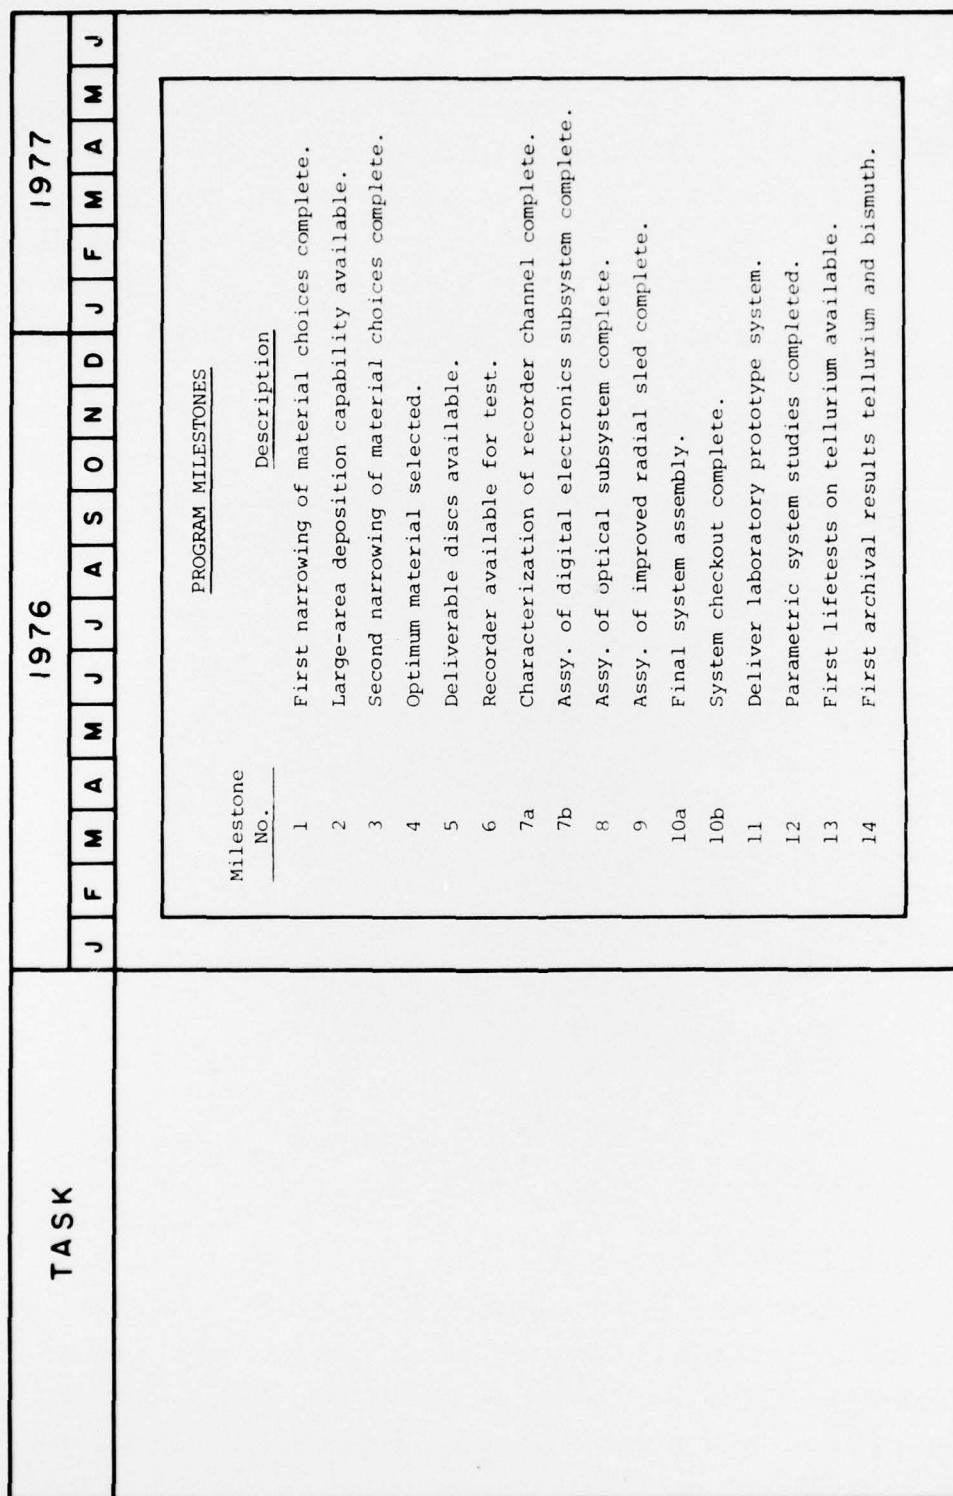 TASK
1976
1977
J F M A M J J A S O N D J F M A M J
PROGRAM MILESTONES
Milestone
No. Description
1 First narrowing of material choices complete.
2 Large-area deposition capability available.
3 Second narrowing of material choices complete.
4 Optimum material selected.
5 Deliverable discs available.
6 Recorder available for test.
7a Characterization of recorder channel complete.
7b Assy. of digital electronics subsystem complete.
8 Assy. of optical subsystem complete.
9 Assy. of improved radial sled complete.
10a Final system assembly.
10b System checkout complete.
11 Deliver laboratory prototype system.
12 Parametric system studies completed.
13 First lifetests on tellurium available.
14 First archival results tellurium and bismuth.